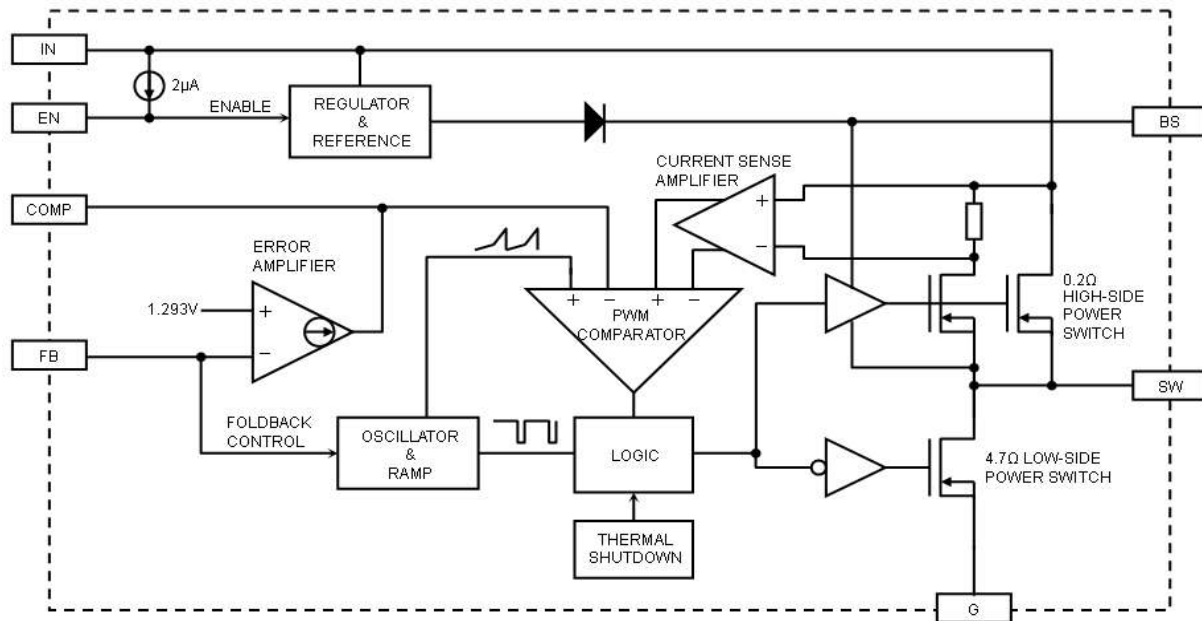 IN
2µA
EN
ENABLE
REGULATOR
&
REFERENCE
BS
CURRENT SENSE
AMPLIFIER
COMP
+
−
ERROR
AMPLIFIER
1.293V
+
−
+ − + −
PWM
COMPARATOR
0.2Ω
HIGH-SIDE
POWER
SWITCH
FB
SW
FOLDBACK
CONTROL
OSCILLATOR
&
RAMP
LOGIC
4.7Ω LOW-SIDE
POWER SWITCH
THERMAL
SHUTDOWN
G